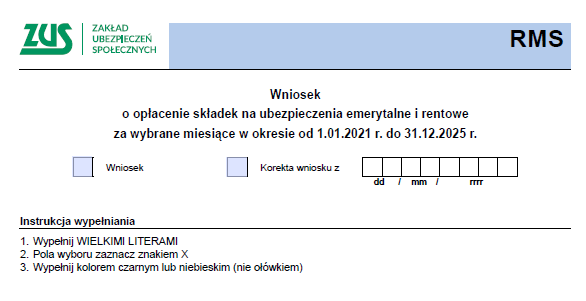 ZUS
ZAKŁAD
UBEZPIECZEŃ
SPOŁECZNYCH
RMS
Wniosek
o opłacenie składek na ubezpieczenia emerytalne i rentowe
za wybrane miesiące w okresie od 1.01.2021 r. do 31.12.2025 r.
Wniosek Korekta wniosku z
dd / mm / rrrr
Instrukcja wypełniania
1. Wypełnij WIELKIMI LITERAMI
2. Pola wyboru zaznacz znakiem X
3. Wypełnij kolorem czarnym lub niebieskim (nie ołówkiem)